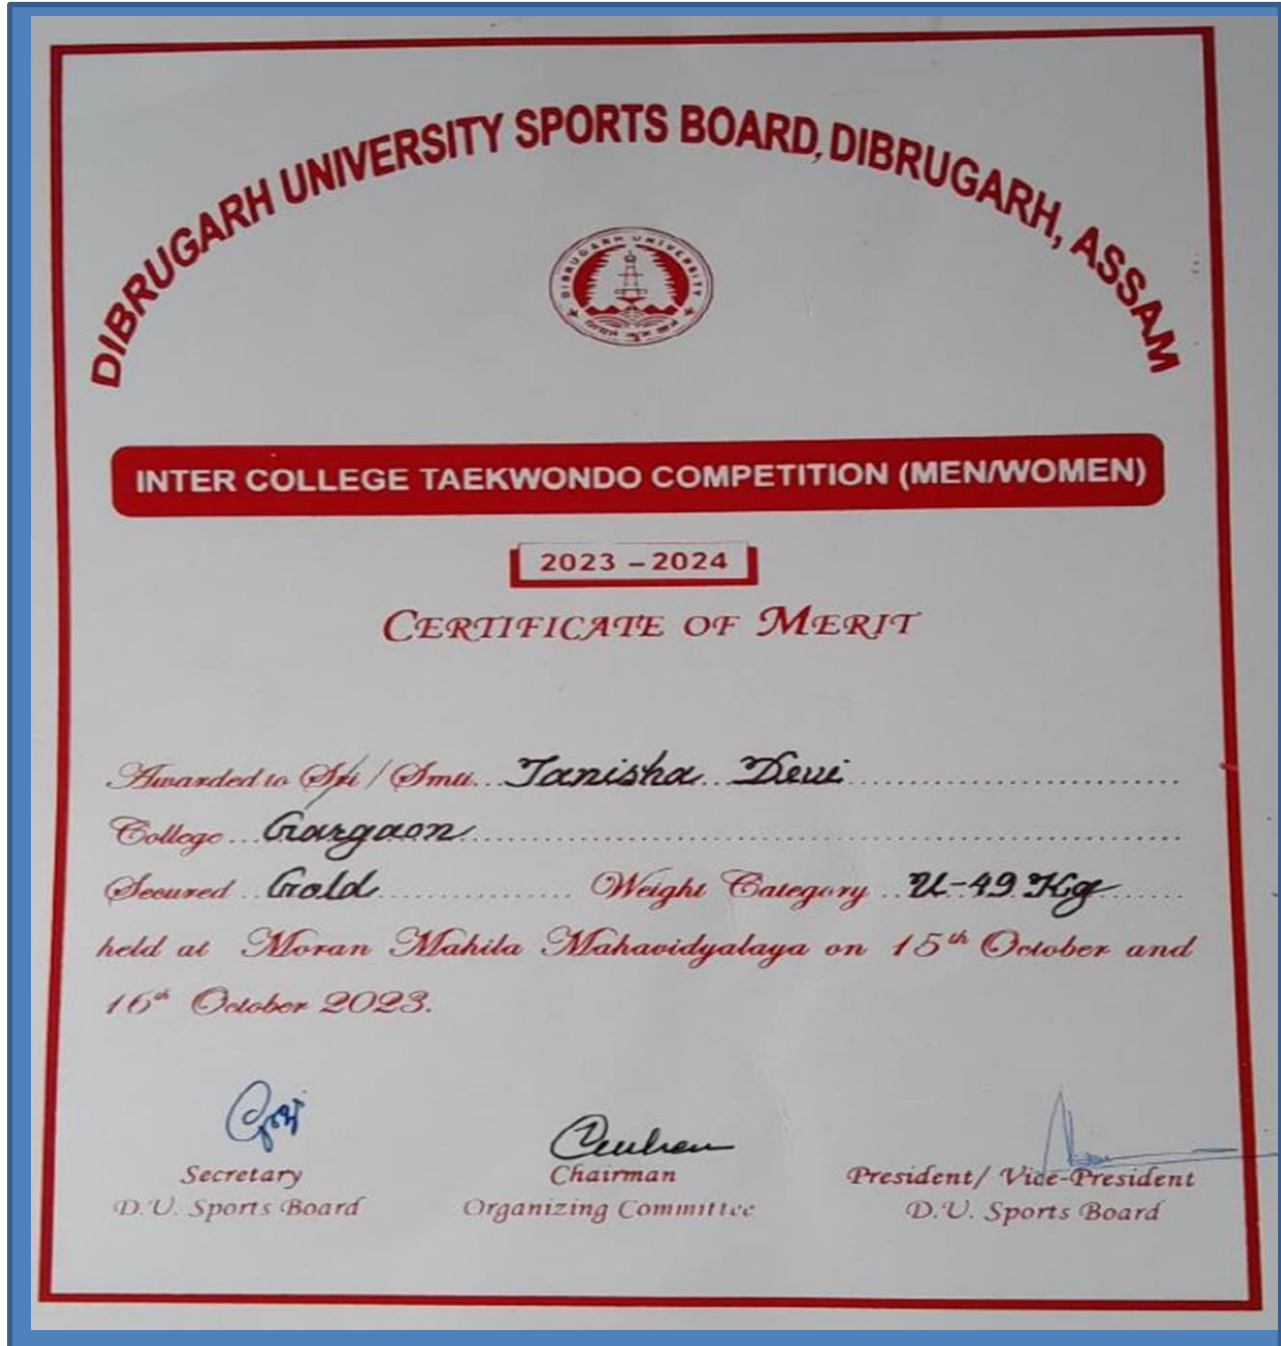 DIBRUGARH UNIVERSITY SPORTS BOARD, DIBRUGARH, ASSAM
DIBRUGARH UNIVERSITY
INTER COLLEGE TAEKWONDO COMPETITION (MEN/WOMEN)
2023 – 2024
CERTIFICATE OF MERIT
Awarded to Sri / Smti. Tanisha Devi
College Gargaon
Secured Gold Weight Category U-49 Kg
held at Moran Mahila Mahavidyalaya on 15th October and
16th October 2023.
Secretary Chairman President/ Vice-President
D.U. Sports Board Organizing Committee D.U. Sports Board